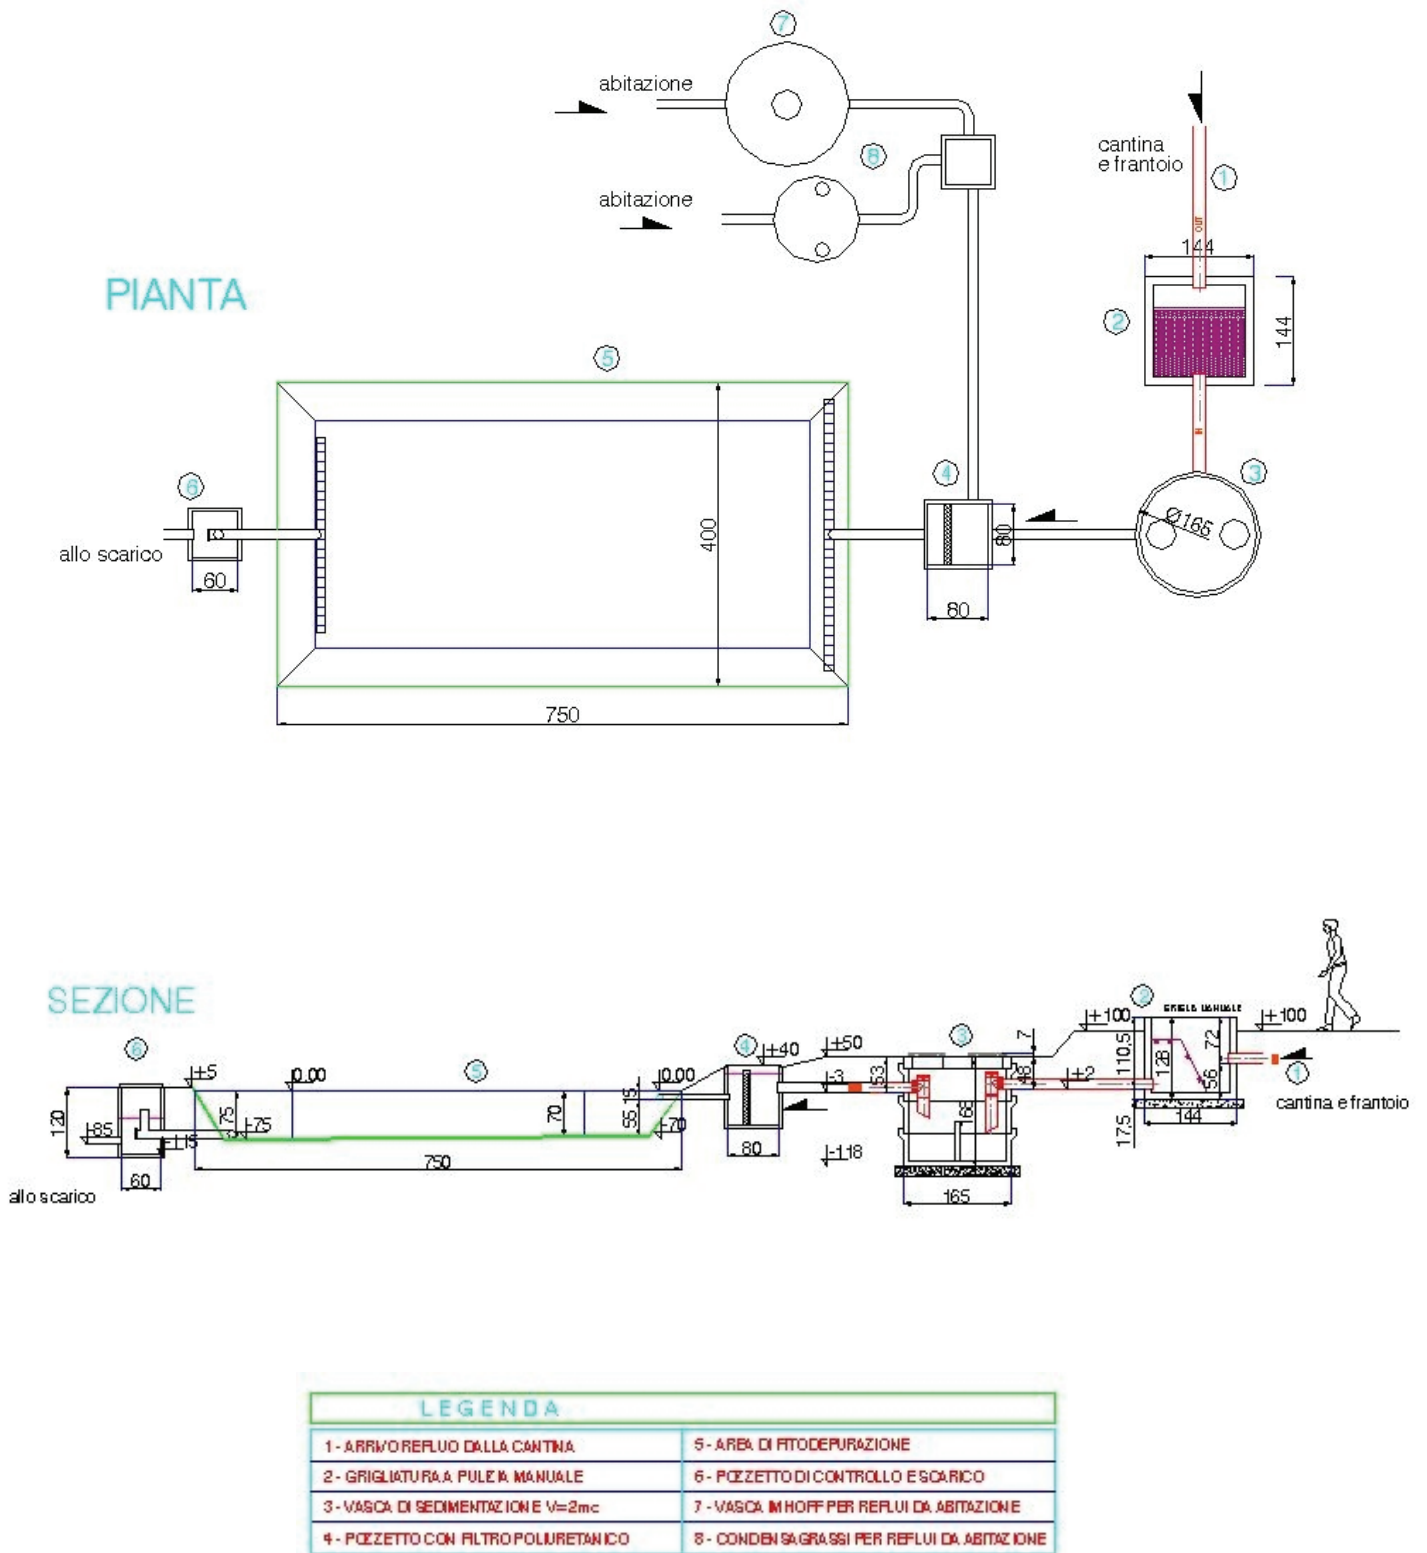 7
abitazione
cantina
e frantoio
1
8
abitazione
OUT
144
PIANTA
2
144
5
IN
4
3
6
Ø165
400
80
allo scarico
60
80
750
SEZIONE
2
GRIGLIA MANUALE
+100
+100
6
4
3
+40
+50
7
72
110,5
128
+5
0.00
5
0.00
15
-3
53
48
+2
56
1
cantina e frantoio
120
+85
75
+75
70
55
+70
168
144
17,5
-118
60
750
80
165
allo scarico
LEGENDA
1 - ARRIVO REFLUO DALLA CANTINA
5 - AREA DI FITODEPURAZIONE
2 - GRIGLIATURA A PULIZIA MANUALE
6 - POZZETTO DI CONTROLLO E SCARICO
3 - VASCA DI SEDIMENTAZIONE V=2mc
7 - VASCA IMHOFF PER REFLUI DA ABITAZIONE
4 - POZZETTO CON FILTRO POLIURETANICO
8 - CONDENSAGRASSI PER REFLUI DA ABITAZIONE